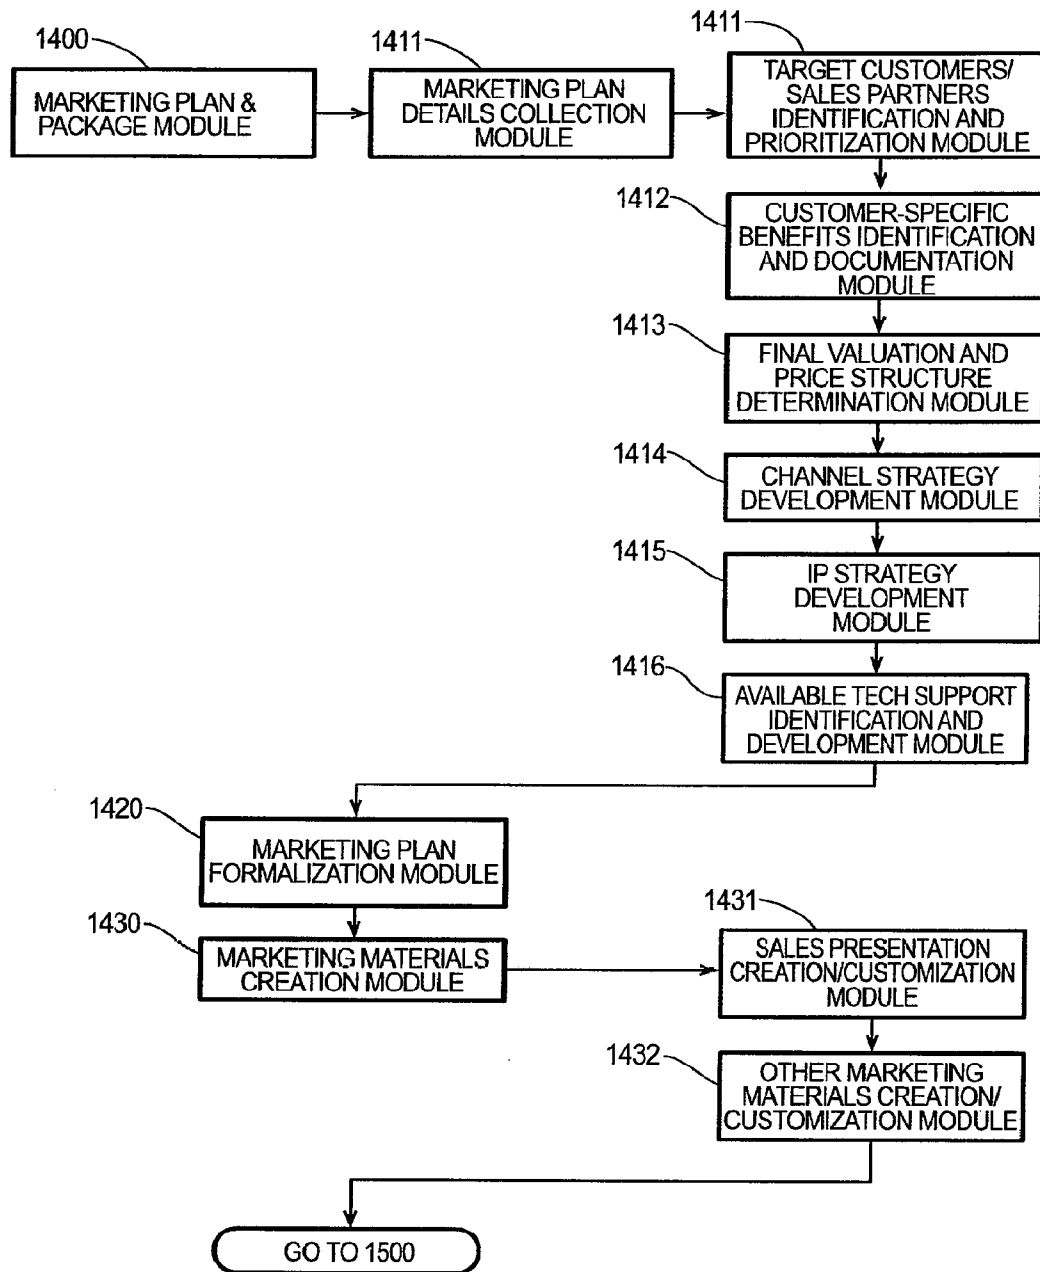 1400
MARKETING PLAN &
PACKAGE MODULE
1411
MARKETING PLAN
DETAILS COLLECTION
MODULE
1411
TARGET CUSTOMERS/
SALES PARTNERS
IDENTIFICATION AND
PRIORITIZATION MODULE
1412
CUSTOMER-SPECIFIC
BENEFITS IDENTIFICATION
AND DOCUMENTATION
MODULE
1413
FINAL VALUATION AND
PRICE STRUCTURE
DETERMINATION MODULE
1414
CHANNEL STRATEGY
DEVELOPMENT MODULE
1415
IP STRATEGY
DEVELOPMENT
MODULE
1416
AVAILABLE TECH SUPPORT
IDENTIFICATION AND
DEVELOPMENT MODULE
1420
MARKETING PLAN
FORMALIZATION MODULE
1430
MARKETING MATERIALS
CREATION MODULE
1431
SALES PRESENTATION
CREATION/CUSTOMIZATION
MODULE
1432
OTHER MARKETING
MATERIALS CREATION/
CUSTOMIZATION MODULE
GO TO 1500